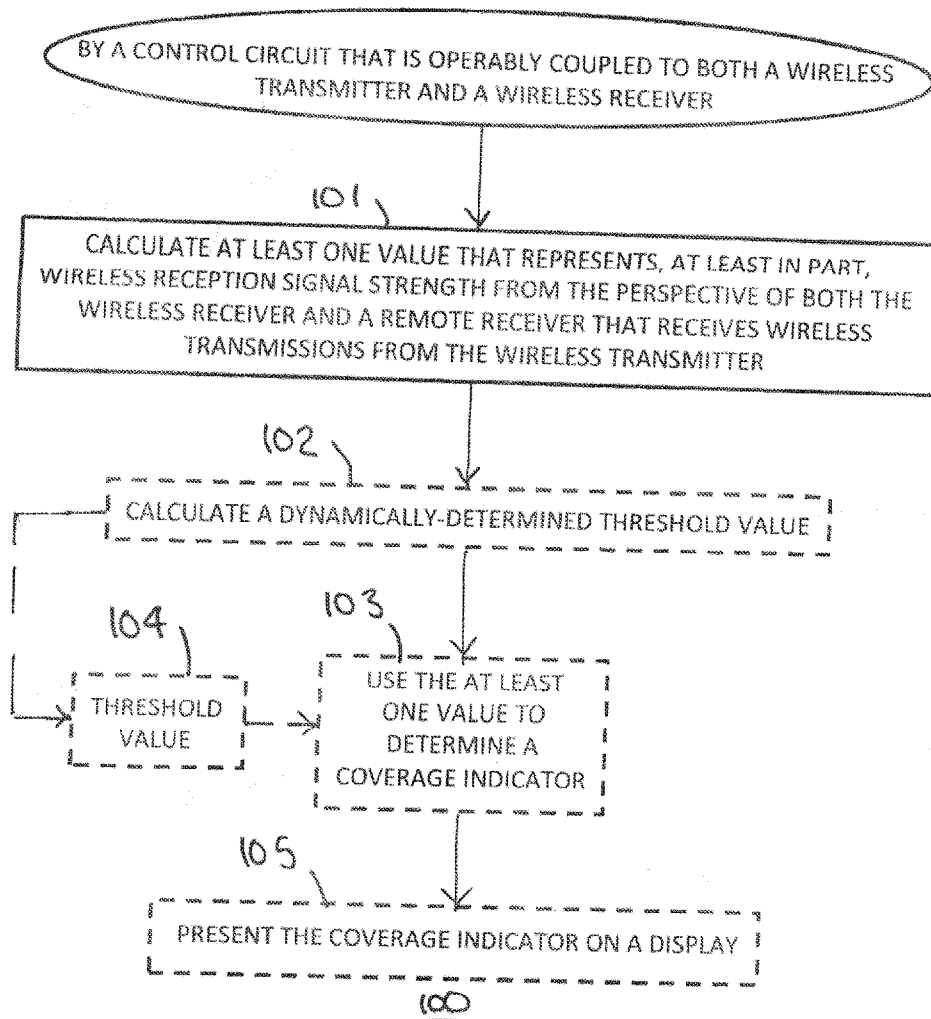 BY A CONTROL CIRCUIT THAT IS OPERABLY COUPLED TO BOTH A WIRELESS
TRANSMITTER AND A WIRELESS RECEIVER
101
CALCULATE AT LEAST ONE VALUE THAT REPRESENTS, AT LEAST IN PART,
WIRELESS RECEPTION SIGNAL STRENGTH FROM THE PERSPECTIVE OF BOTH THE
WIRELESS RECEIVER AND A REMOTE RECEIVER THAT RECEIVES WIRELESS
TRANSMISSIONS FROM THE WIRELESS TRANSMITTER
102
CALCULATE A DYNAMICALLY-DETERMINED THRESHOLD VALUE
104
THRESHOLD
VALUE
103
USE THE AT LEAST
ONE VALUE TO
DETERMINE A
COVERAGE INDICATOR
105
PRESENT THE COVERAGE INDICATOR ON A DISPLAY
100